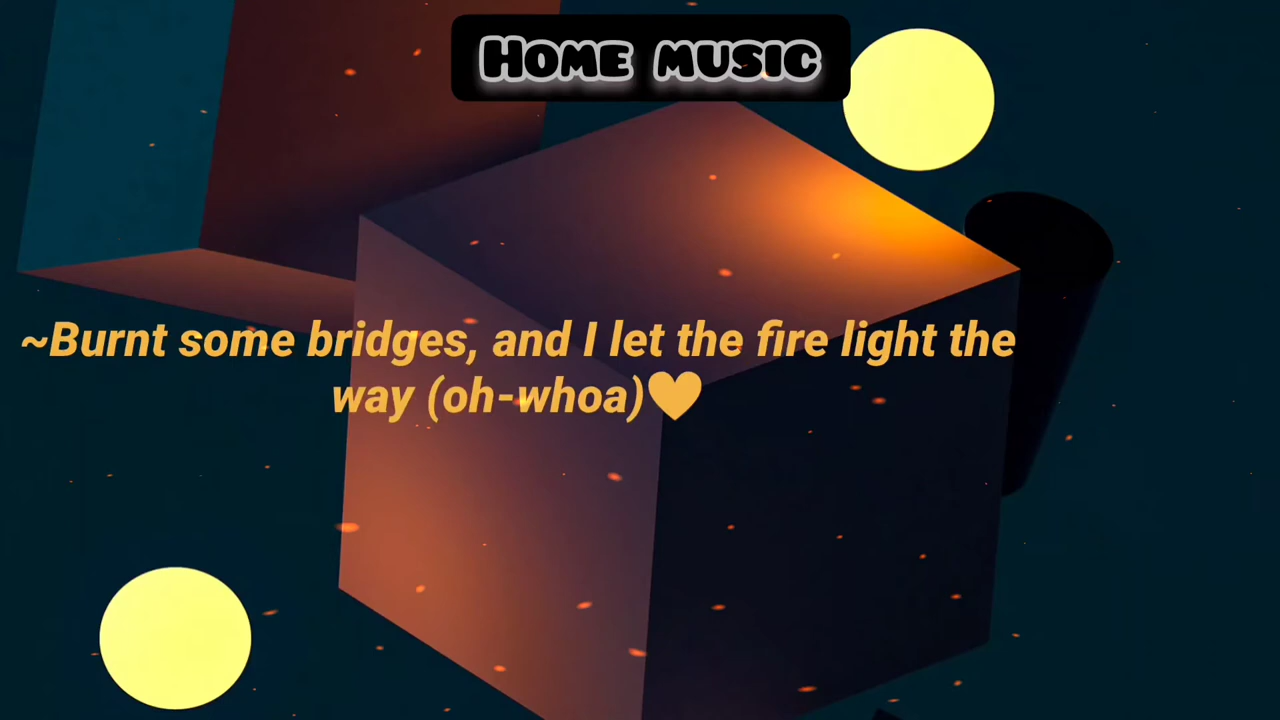 Home music
~Burnt some bridges, and I let the fire light the
way (oh-whoa)🧡